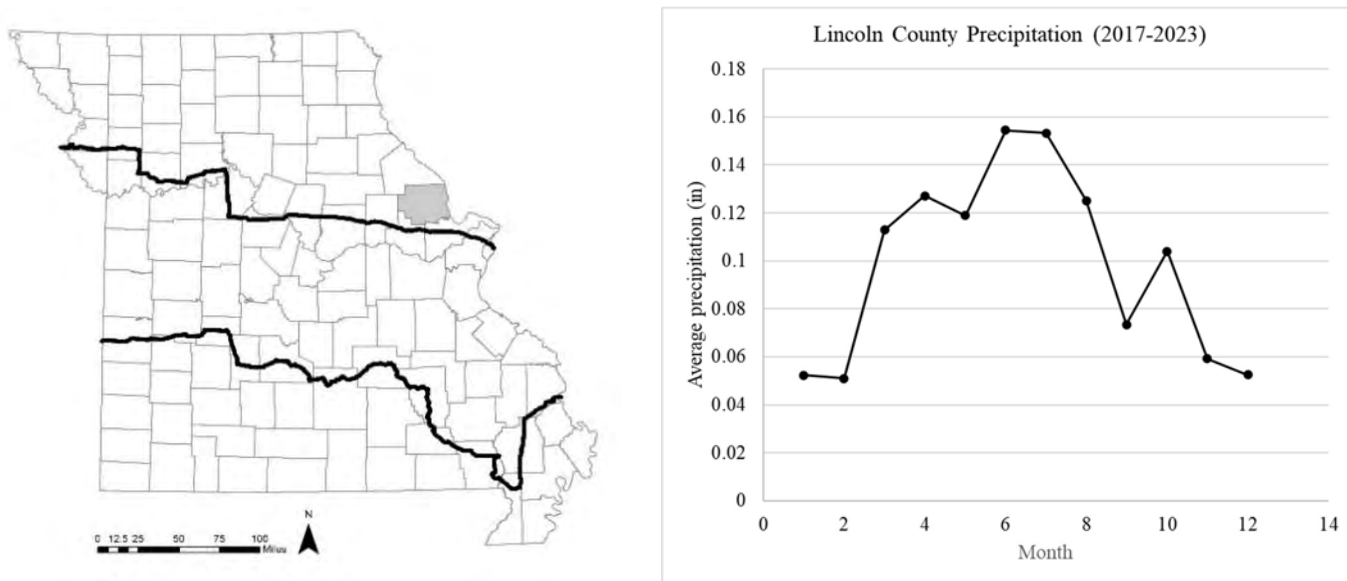 N
0 12.5 25 50 75 100
Miles
Lincoln County Precipitation (2017-2023)
Average precipitation (in)
0.18
0.16
0.14
0.12
0.1
0.08
0.06
0.04
0.02
0
0 2 4 6 8 10 12 14
Month